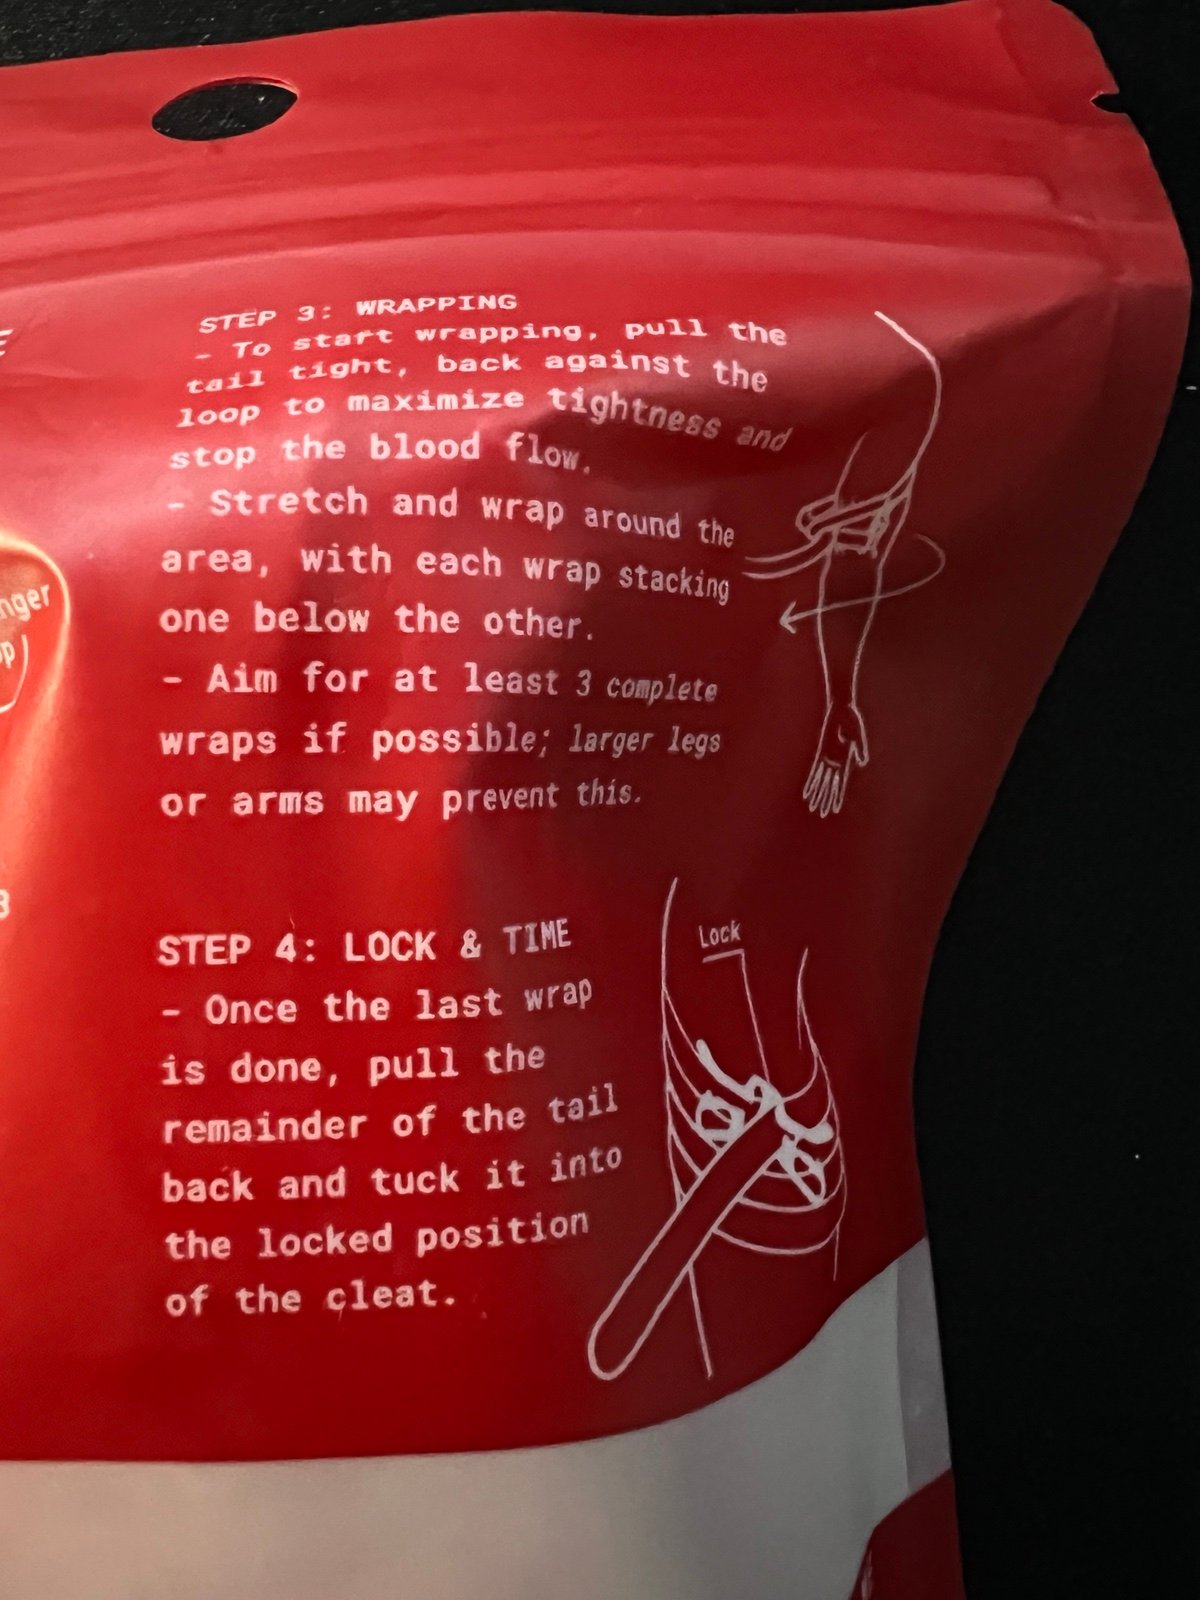 STEP 3: WRAPPING
- To start wrapping, pull the
tail tight, back against the
loop to maximize tightness and
stop the blood flow.
- Stretch and wrap around the
area, with each wrap stacking
one below the other.
- Aim for at least 3 complete
wraps if possible; larger legs
or arms may prevent this.
STEP 4: LOCK & TIME
- Once the last wrap
is done, pull the
remainder of the tail
back and tuck it into
the locked position
of the cleat.
Lock